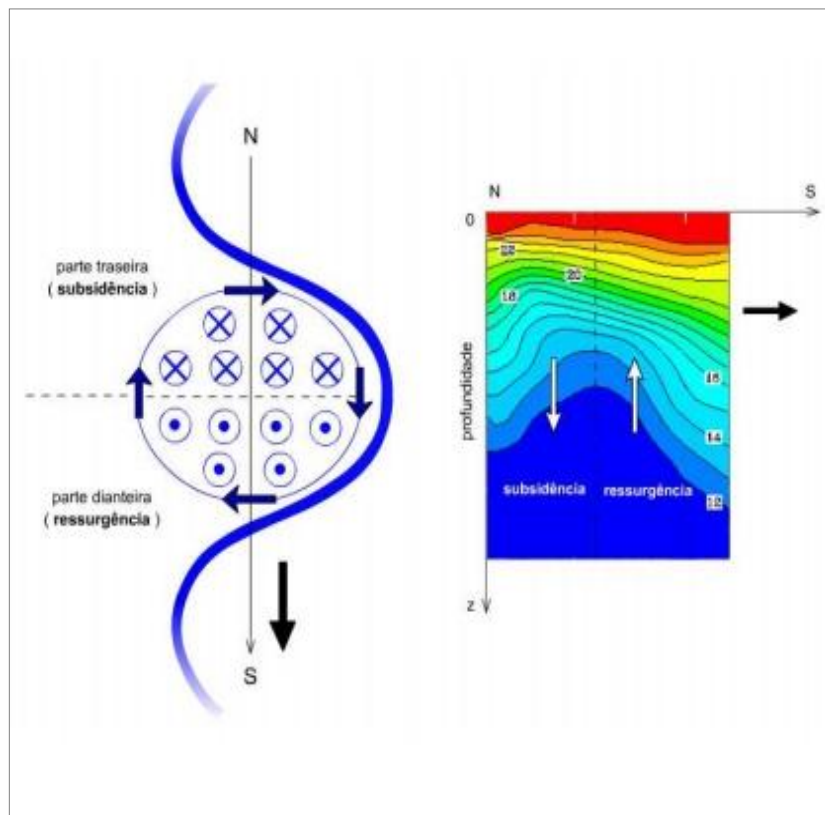 N
parte traseira
( subsidência )
parte dianteira
( ressurgência )
S
N
S
0
22
20
18
profundidade
16
14
12
subsidência
ressurgência
z